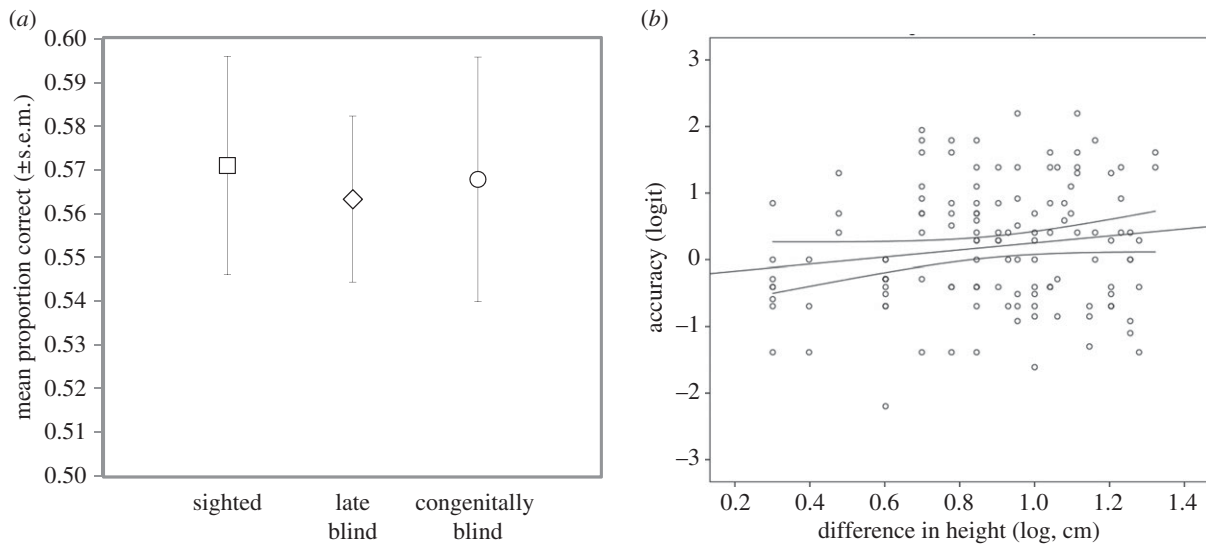 (a)
0.60
0.59
0.58
0.57
0.56
0.55
0.54
0.53
0.52
0.51
0.50
mean proportion correct (±s.e.m.)
sighted
late
blind
congenitally
blind
(b)
3
2
1
0
–1
–2
–3
accuracy (logit)
0.2 0.4 0.6 0.8 1.0 1.2 1.4
difference in height (log, cm)